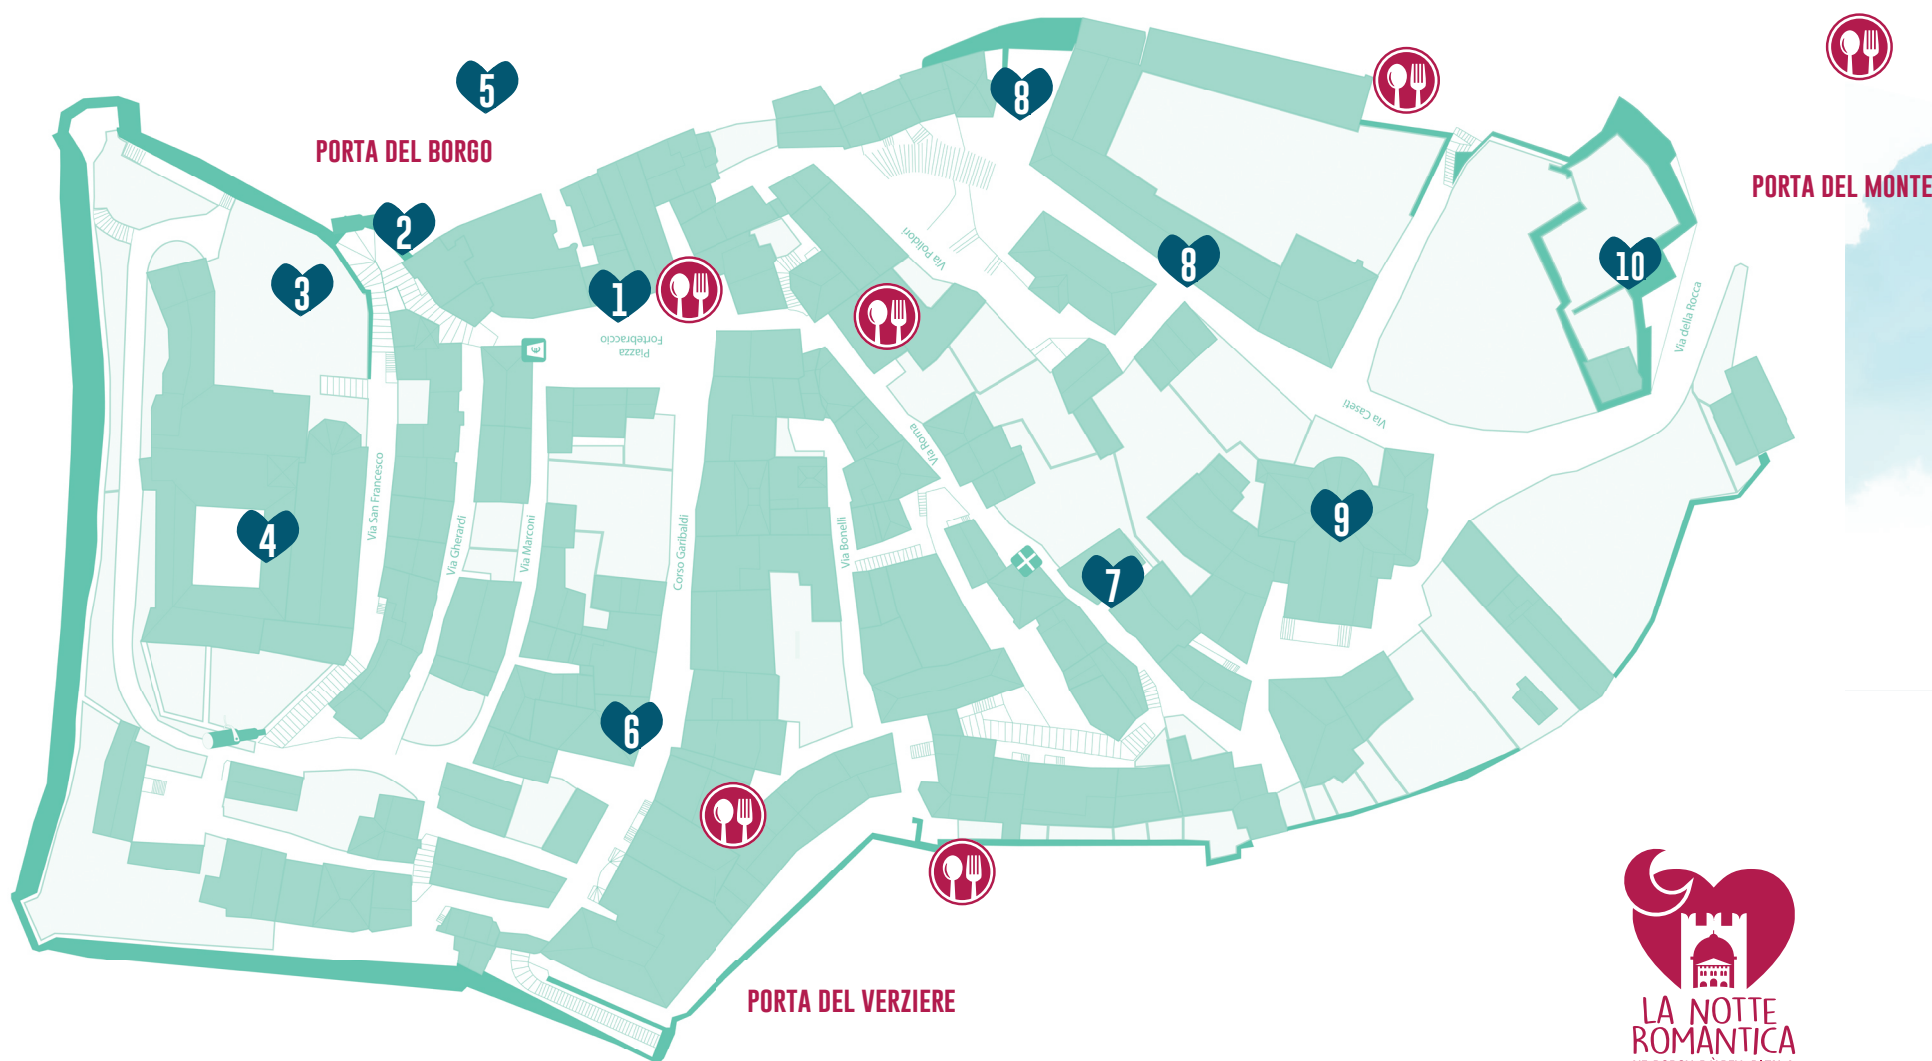 5
8
PORTA DEL BORGO
PORTA DEL MONTE
2
Via Polidori
8
10
3
1
Piazza
Fortebraccio
€
Via della Rocca
Via Caseti
Via Roma
Via San Francesco
Via Gherardi
Via Marconi
Corso Garibaldi
Via Bonelli
9
4
7
6
PORTA DEL VERZIERE
LA NOTTE
ROMANTICA